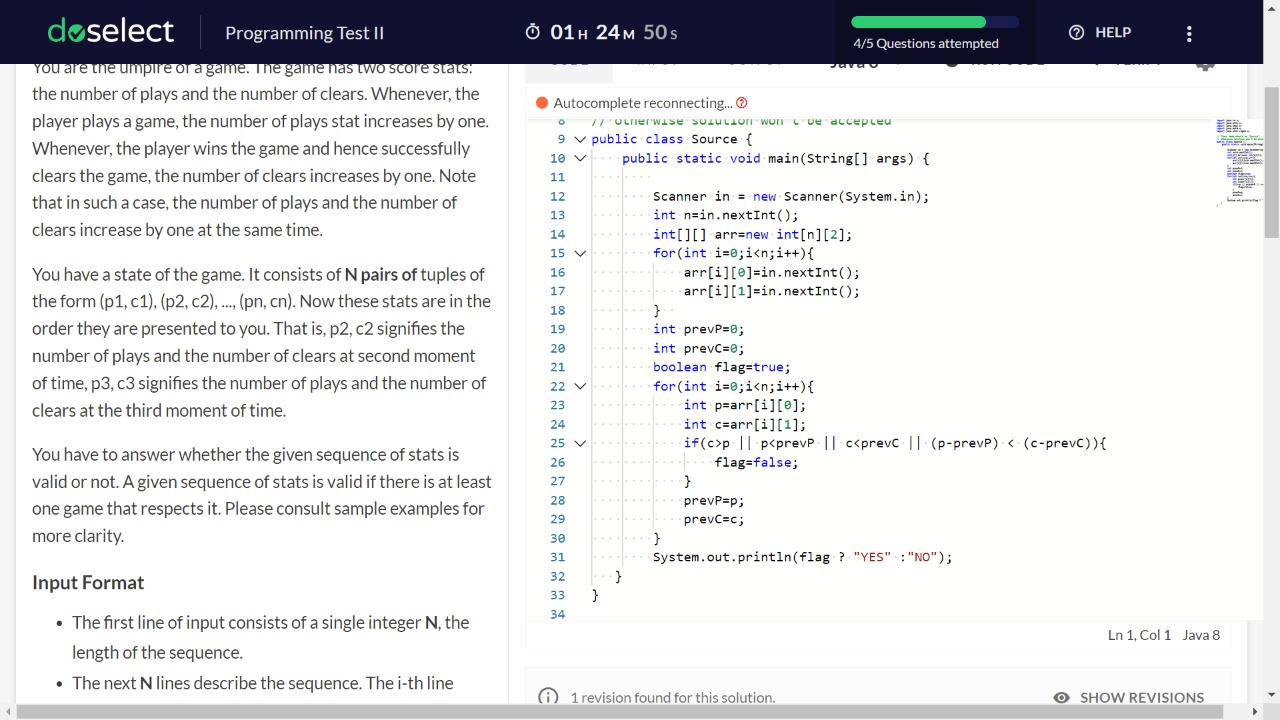 doselect
Programming Test II
01H 24M 50S
4/5 Questions attempted
HELP
You are the umpire of a game. The game has two score stats:
the number of plays and the number of clears. Whenever, the
player plays a game, the number of plays stat increases by one.
Whenever, the player wins the game and hence successfully
clears the game, the number of clears increases by one. Note
that in such a case, the number of plays and the number of
clears increase by one at the same time.
You have a state of the game. It consists of N pairs of tuples of
the form (p1, c1), (p2, c2), ..., (pn, cn). Now these stats are in the
order they are presented to you. That is, p2, c2 signifies the
number of plays and the number of clears at second moment
of time, p3, c3 signifies the number of plays and the number of
clears at the third moment of time.
You have to answer whether the given sequence of stats is
valid or not. A given sequence of stats is valid if there is at least
one game that respects it. Please consult sample examples for
more clarity.
Input Format
• The first line of input consists of a single integer N, the
length of the sequence.
• The next N lines describe the sequence. The i-th line
Java 8
Autocomplete reconnecting...
8 // otherwise solution won't be accepted
9 public class Source {
10 public static void main(String[] args) {
11
12 Scanner in = new Scanner(System.in);
13 int n=in.nextInt();
14 int[][] arr=new int[n][2];
15 for(int i=0;i<n;i++){
16 arr[i][0]=in.nextInt();
17 arr[i][1]=in.nextInt();
18 }
19 int prevP=0;
20 int prevC=0;
21 boolean flag=true;
22 for(int i=0;i<n;i++){
23 int p=arr[i][0];
24 int c=arr[i][1];
25 if(c>p || p<prevP || c<prevC || (p-prevP) < (c-prevC)){
26 flag=false;
27 }
28 prevP=p;
29 prevC=c;
30 }
31 System.out.println(flag ? "YES" :"NO");
32 }
33 }
34
Ln 1, Col 1 Java 8
1 revision found for this solution.
SHOW REVISIONS